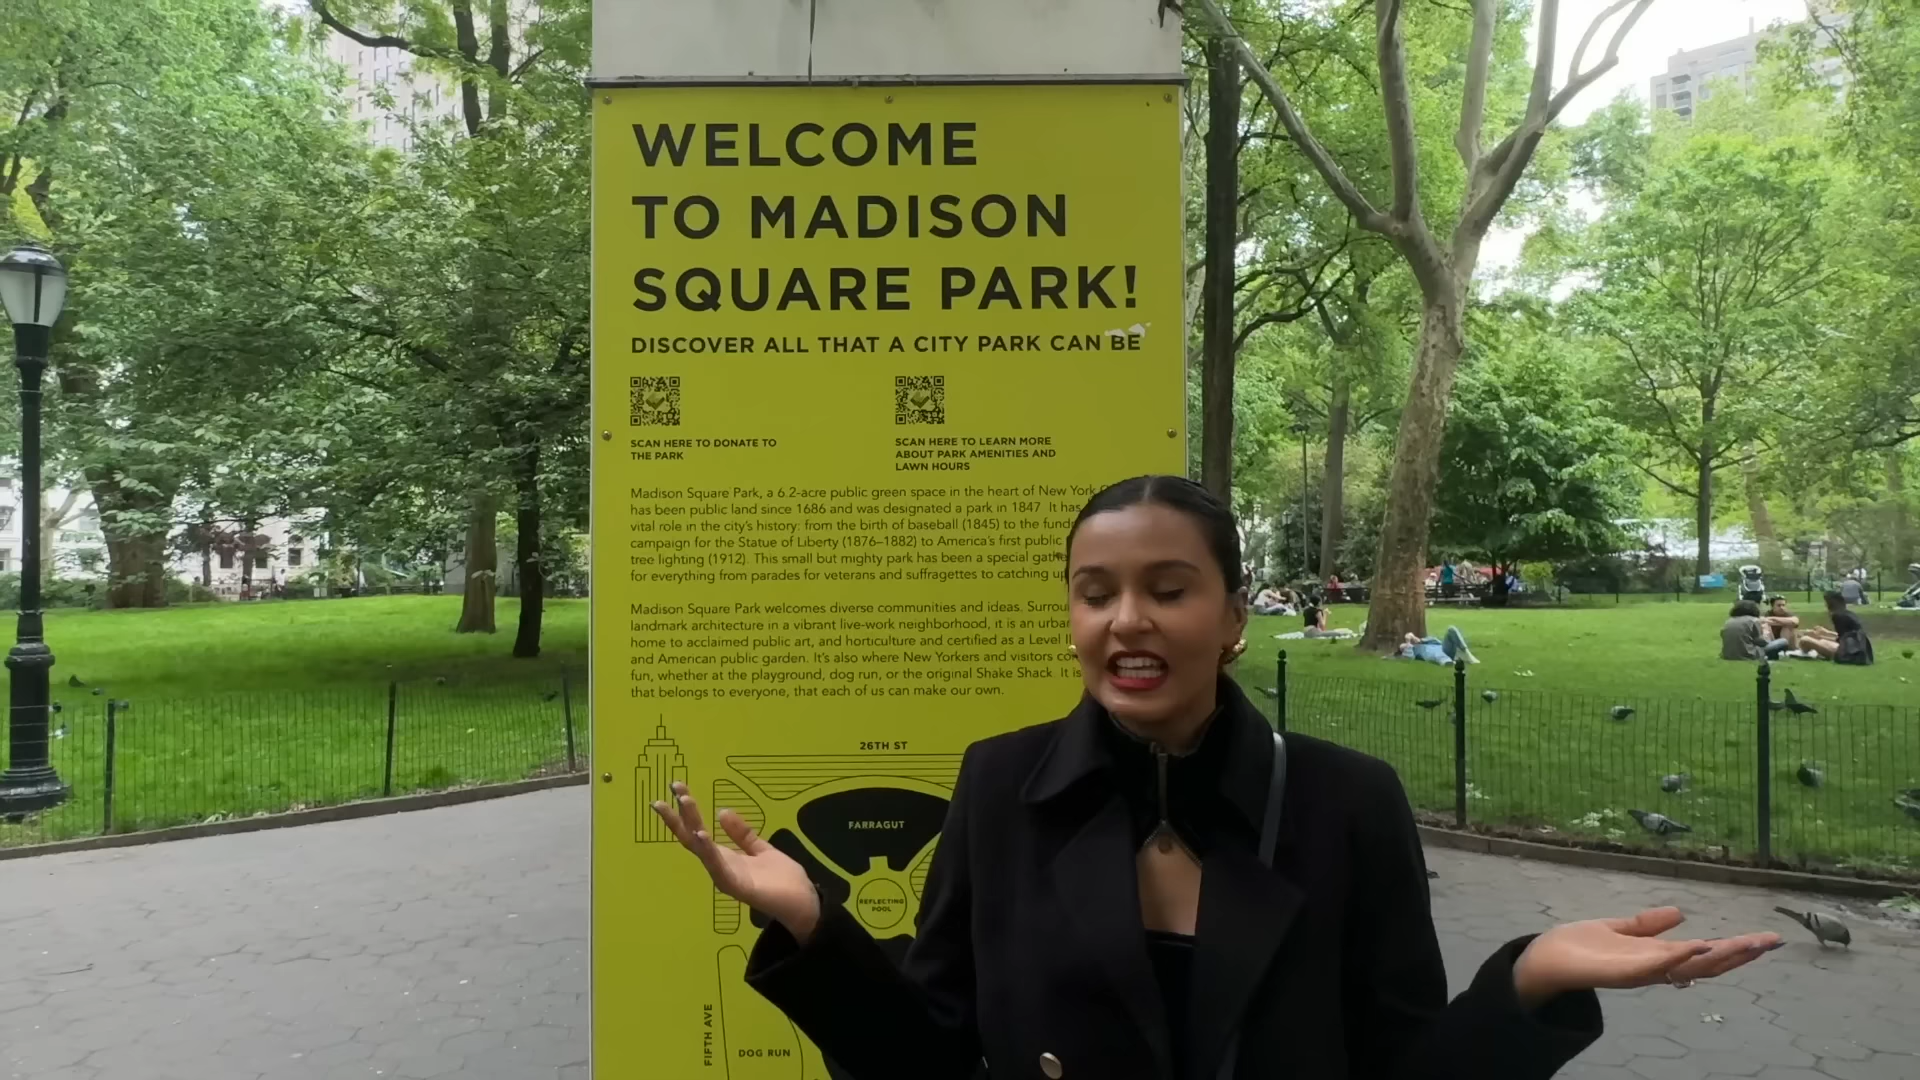 WELCOME
TO MADISON
SQUARE PARK!
DISCOVER ALL THAT A CITY PARK CAN BE
SCAN HERE TO DONATE TO
THE PARK
SCAN HERE TO LEARN MORE
ABOUT PARK AMENITIES AND
LAWN HOURS
Madison Square Park, a 6.2-acre public green space in the heart of New York
has been public land since 1686 and was designated a park in 1847. It has
vital role in the city's history: from the birth of baseball (1845) to the
campaign for the Statue of Liberty (1876–1882) to America's first public
tree lighting (1912). This small but mighty park has been a special
for everything from parades for veterans and suffragettes to catching up
Madison Square Park welcomes diverse communities and ideas.
landmark architecture in a vibrant live-work neighborhood, it is an
home to acclaimed public art, and horticulture and certified as a Level
and American public garden. It's also where New Yorkers and visitors
fun, whether at the playground, dog run, or the original Shake Shack. It is
that belongs to everyone, that each of us can make our own.
26TH ST
FARRAGUT
REFLECTING
POOL
FIFTH AVE
DOG RUN